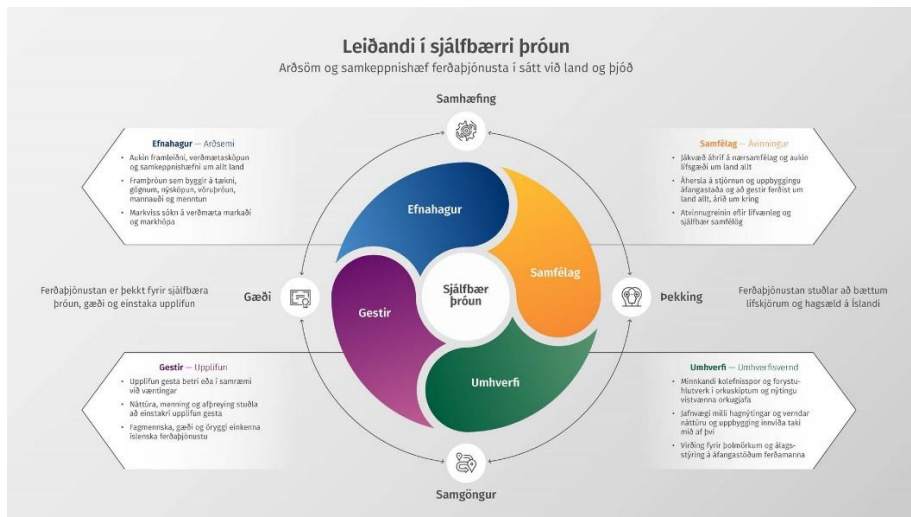 Leiðandi í sjálfbærri þróun
Arðsöm og samkeppnishæf ferðaþjónusta í sátt við land og þjóð
Samhæfing
Efnahagur — Arðsemi
• Aukin framleiðni, verðmætasköpun
og samkeppnishæfni um allt land
• Framþróun sem byggir á tækni,
gögnum, nýsköpun, vöruþróun,
mannauði og menntun
• Markviss sókn á verðmæta markaði
og markhópa
Samfélag — Ávinningur
• Jákvæð áhrif á nærsamfélag og aukin
lífsgæði um land allt
• Áhersla á stjórnun og uppbyggingu
áfangastaða og að gestir ferðist um
land allt, árið um kring
• Atvinnugreinin eflir lífvænleg og
sjálfbær samfélög
Efnahagur
Samfélag
Sjálfbær
þróun
Gestir
Umhverfi
Ferðaþjónustan er þekkt fyrir sjálfbæra
þróun, gæði og einstaka upplifun
Gæði
Þekking
Ferðaþjónustan stuðlar að bættum
lífskjörum og hagsæld á Íslandi
Gestir — Upplifun
• Upplifun gesta betri eða í samræmi
við væntingar
• Náttúra, menning og afþreying stuðla
að einstakri upplifun gesta
• Fagmennska, gæði og öryggi einkenna
íslenska ferðaþjónustu
Umhverfi — Umhverfisvernd
• Minnkandi kolefnisspor og forystu-
hlutverk í orkuskiptum og nýtingu
vistvænna orkugjafa
• Jafnvægi milli hagnýtingar og verndar
náttúru og uppbygging innviða taki
mið af því
• Virðing fyrir þolmörkum og álags-
stýring á áfangastöðum ferðamanna
Samgöngur